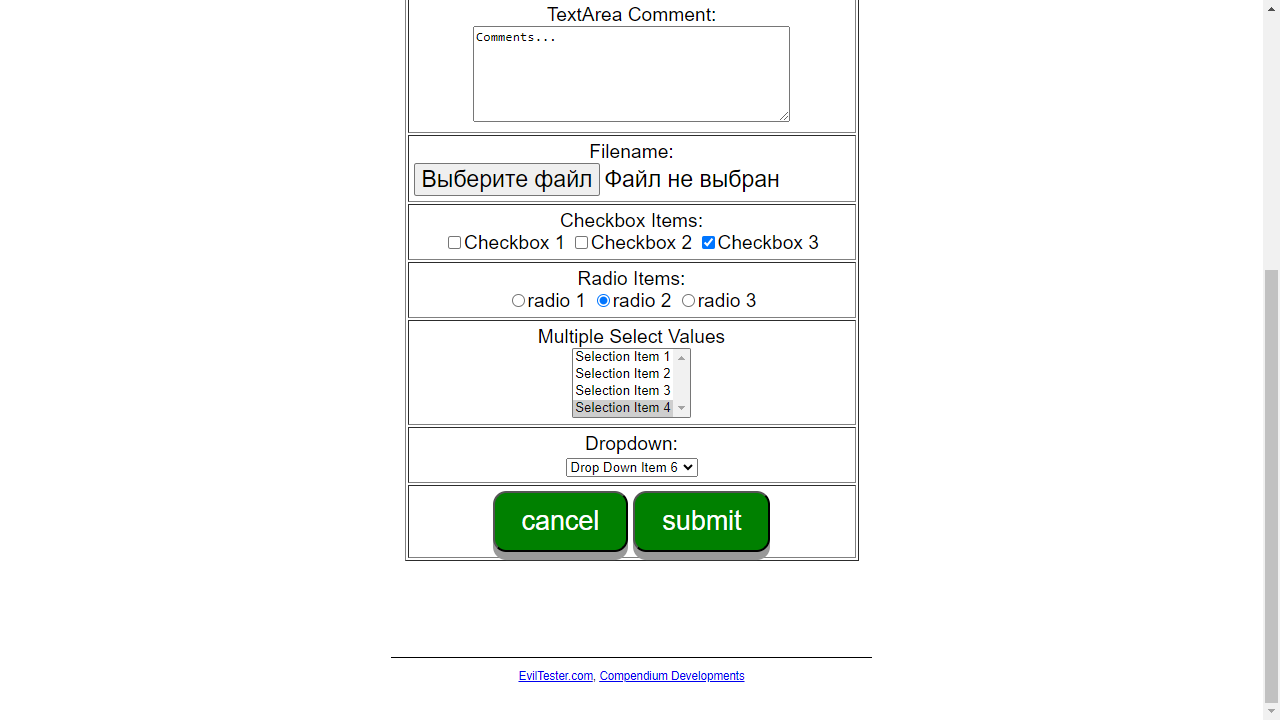 TextArea Comment:
Comments...
Filename:
Выберите файл Файл не выбран
Checkbox Items:
Checkbox 1 Checkbox 2 Checkbox 3
Radio Items:
radio 1 radio 2 radio 3
Multiple Select Values
Selection Item 1
Selection Item 2
Selection Item 3
Selection Item 4
Dropdown:
Drop Down Item 6
cancel submit
EvilTester.com, Compendium Developments